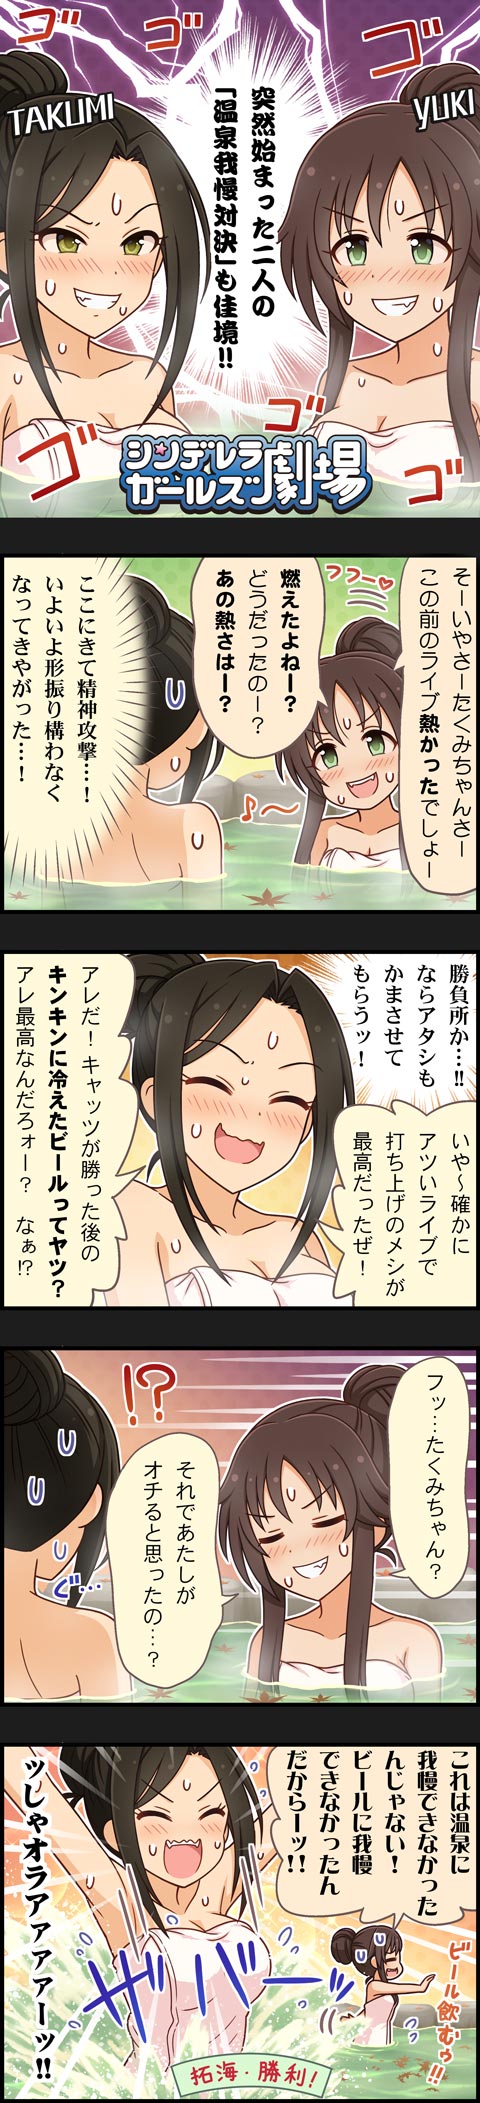 ゴゴ
ゴゴ
TAKUMI
YUKI
突然始まった二人の
「温泉我慢対決」も佳境!!
ゴゴ
ゴ
ゴ
シンデレラ
ガールズ劇場
そーいやさーたくみちゃんさー
この前のライブ熱かったでしょー
フフー♥
燃えたよねー?
どうだったのー?
あの熱さはー?
♪〜
ここにきて精神攻撃…!
いよいよ形振り構わなく
なってきやがった…!
勝負所か…!!
ならアタシも
かまさせて
もらうッ!
いや〜確かに
アツいライブで
打ち上げのメシが
最高だったぜ!
アレだ!キャッツが勝った後の
キンキンに冷えたビールってヤツ?
アレ最高なんだろォー? なぁ!?
フッ…たくみちゃん?
!?
それであたしが
オチると思ったの…?
ぐ…
これは温泉に
我慢できなかった
んじゃない!
ビールに我慢
できなかったん
だからーッ!!
ビール飲むゥ!!
ザバー
ッしゃオラアァァァーッ!!
拓海・勝利!